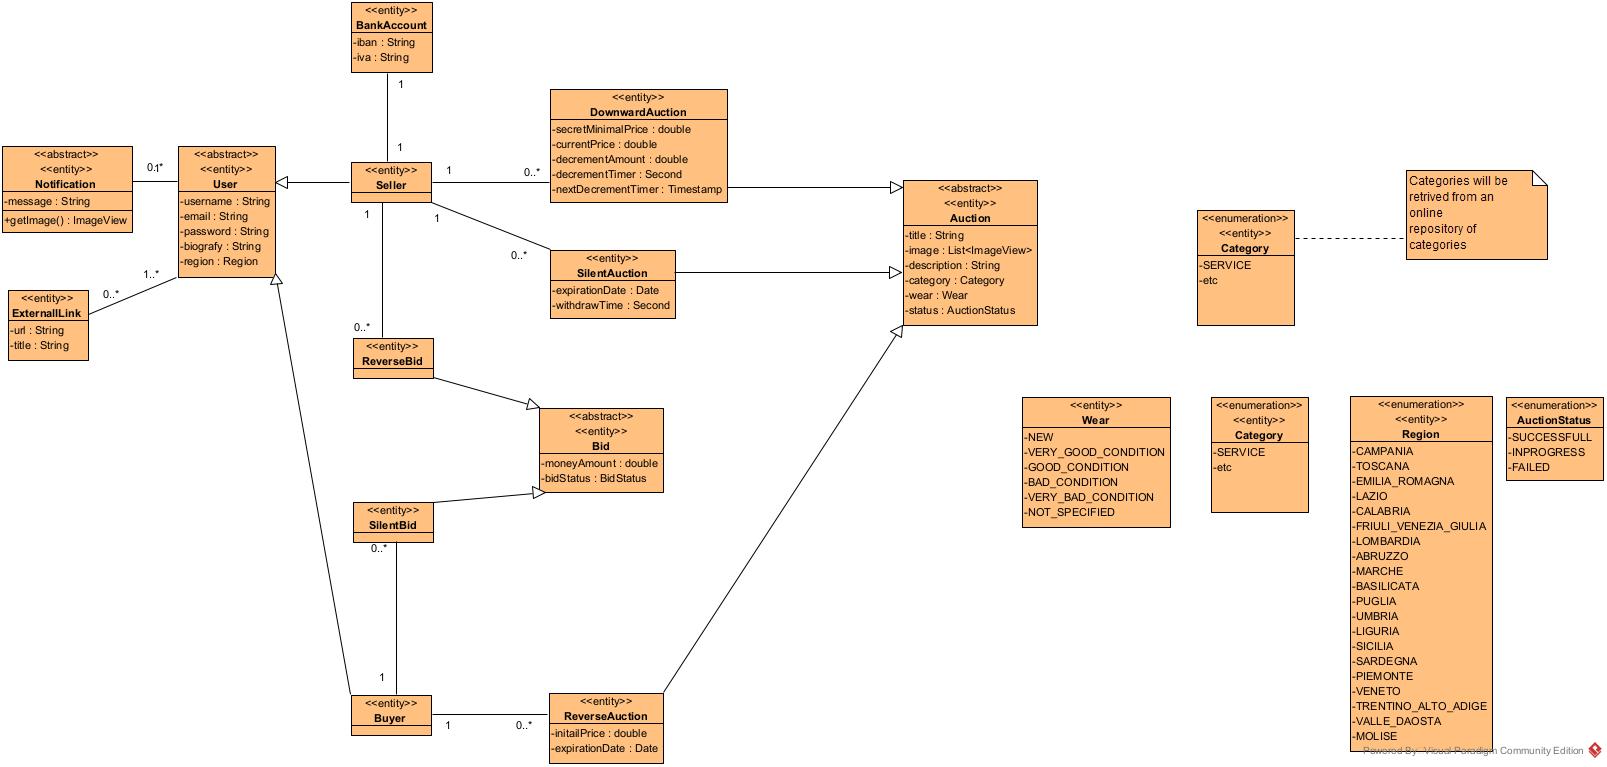 <<entity>>
BankAccount
-iban : String
-iva : String
1
1
<<abstract>>
<<entity>>
Notification
-message : String
+getImage() : ImageView
<<abstract>>
<<entity>>
User
-username : String
-email : String
-password : String
-biografy : String
-region : Region
1..*
0..*
<<entity>>
ExternalLink
-url : String
-title : String
<<entity>>
Seller
1
0..*
1
0..*
1
0..*
<<entity>>
DownwardAuction
-secretMinimalPrice : double
-currentPrice : double
-decrementAmount : double
-decrementTimer : Second
-nextDecrementTimer : Timestamp
<<entity>>
SilentAuction
-expirationDate : Date
-withdrawTime : Second
<<entity>>
ReverseBid
<<abstract>>
<<entity>>
Bid
-moneyAmount : double
-bidStatus : BidStatus
<<entity>>
SilentBid
0..*
1
<<entity>>
Buyer
1
0..*
<<entity>>
ReverseAuction
-initailPrice : double
-expirationDate : Date
<<abstract>>
<<entity>>
Auction
-title : String
-image : List<ImageView>
-description : String
-category : Category
-wear : Wear
-status : AuctionStatus
<<enumeration>>
<<entity>>
Category
-SERVICE
-etc
Categories will be
retrived from an
online
repository of
categories
<<entity>>
Wear
-NEW
-VERY_GOOD_CONDITION
-GOOD_CONDITION
-BAD_CONDITION
-VERY_BAD_CONDITION
-NOT_SPECIFIED
<<enumeration>>
<<entity>>
Category
-SERVICE
-etc
<<enumeration>>
<<entity>>
Region
-CAMPANIA
-TOSCANA
-EMILIA_ROMAGNA
-LAZIO
-CALABRIA
-FRIULI_VENEZIA_GIULIA
-LOMBARDIA
-ABRUZZO
-MARCHE
-BASILICATA
-PUGLIA
-UMBRIA
-LIGURIA
-SICILIA
-SARDEGNA
-PIEMONTE
-VENETO
-TRENTINO_ALTO_ADIGE
-VALLE_DAOSTA
-MOLISE
<<enumeration>>
AuctionStatus
-SUCCESSFULL
-INPROGRESS
-FAILED
Powered By Visual Paradigm Community Edition